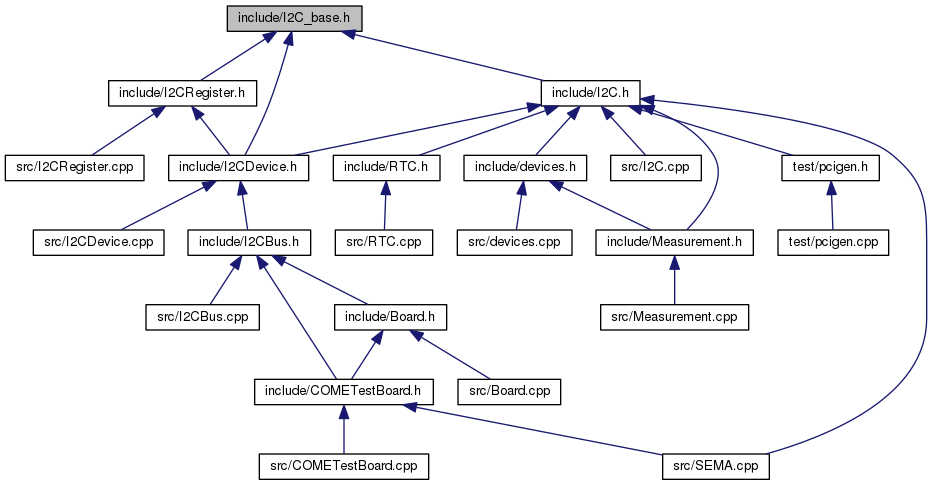 include/I2C_base.h
include/I2CRegister.h
include/I2C.h
src/I2CRegister.cpp
include/I2CDevice.h
include/RTC.h
include/devices.h
src/I2C.cpp
test/pcigen.h
src/I2CDevice.cpp
include/I2CBus.h
src/RTC.cpp
src/devices.cpp
include/Measurement.h
test/pcigen.cpp
src/I2CBus.cpp
include/Board.h
src/Measurement.cpp
include/COMETestBoard.h
src/Board.cpp
src/COMETestBoard.cpp
src/SEMA.cpp